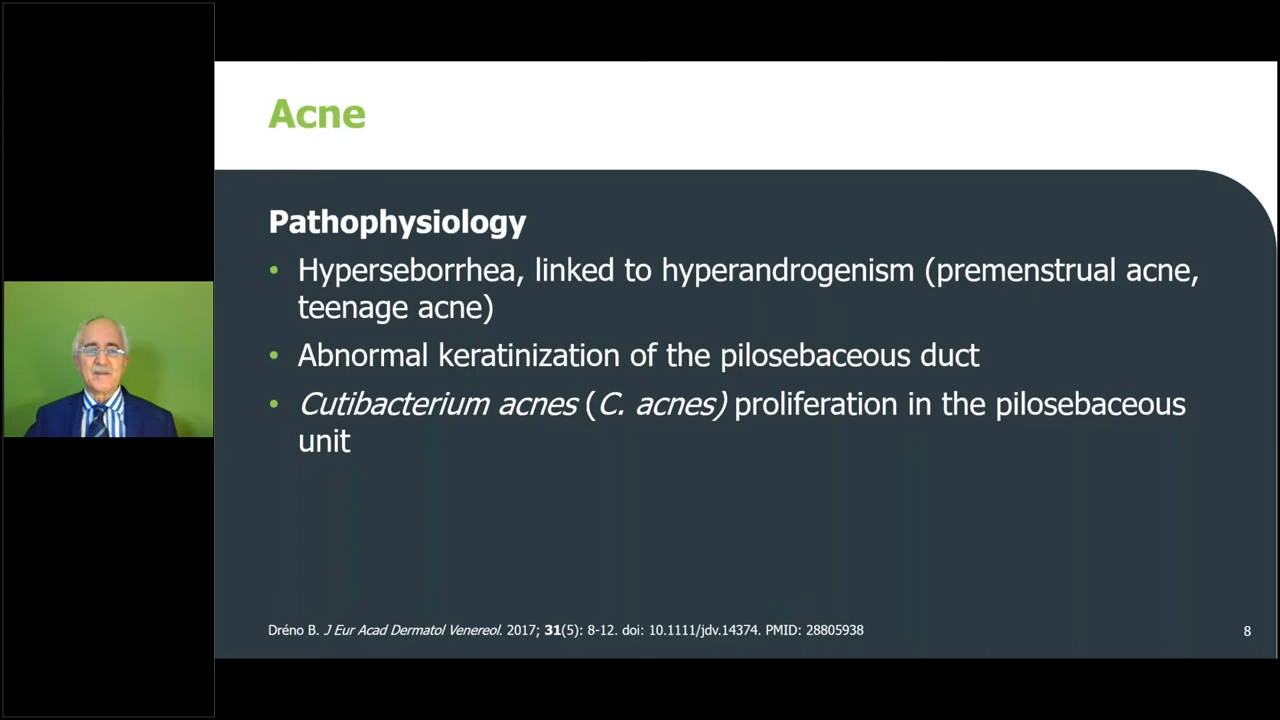 Acne
Pathophysiology
• Hyperseborrhea, linked to hyperandrogenism (premenstrual acne,
teenage acne)
• Abnormal keratinization of the pilosebaceous duct
• Cutibacterium acnes (C. acnes) proliferation in the pilosebaceous
unit
Dréno B. J Eur Acad Dermatol Venereol. 2017; 31(5): 8-12. doi: 10.1111/jdv.14374. PMID: 28805938
8